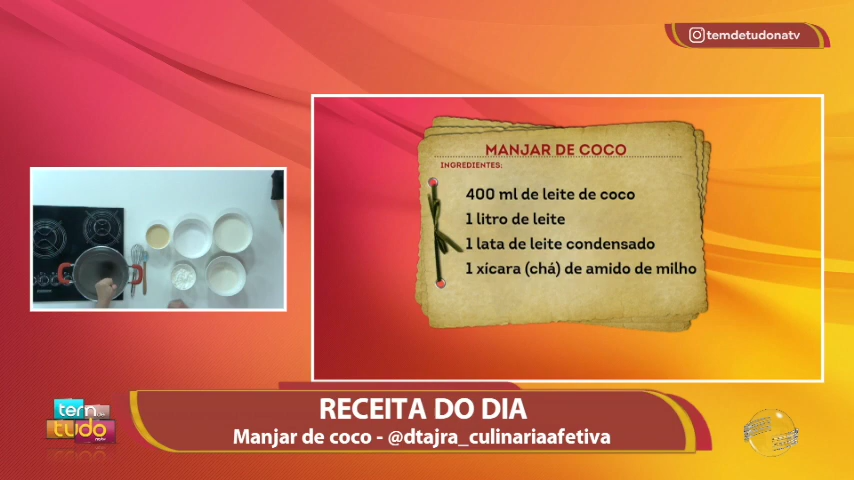 temdetudonatv
MANJAR DE COCO
INGREDIENTES:
400 ml de leite de coco
1 litro de leite
1 lata de leite condensado
1 xícara (chá) de amido de milho
tem de
tudo
RECEITA DO DIA
Manjar de coco - @dtajra_culinariaafetiva